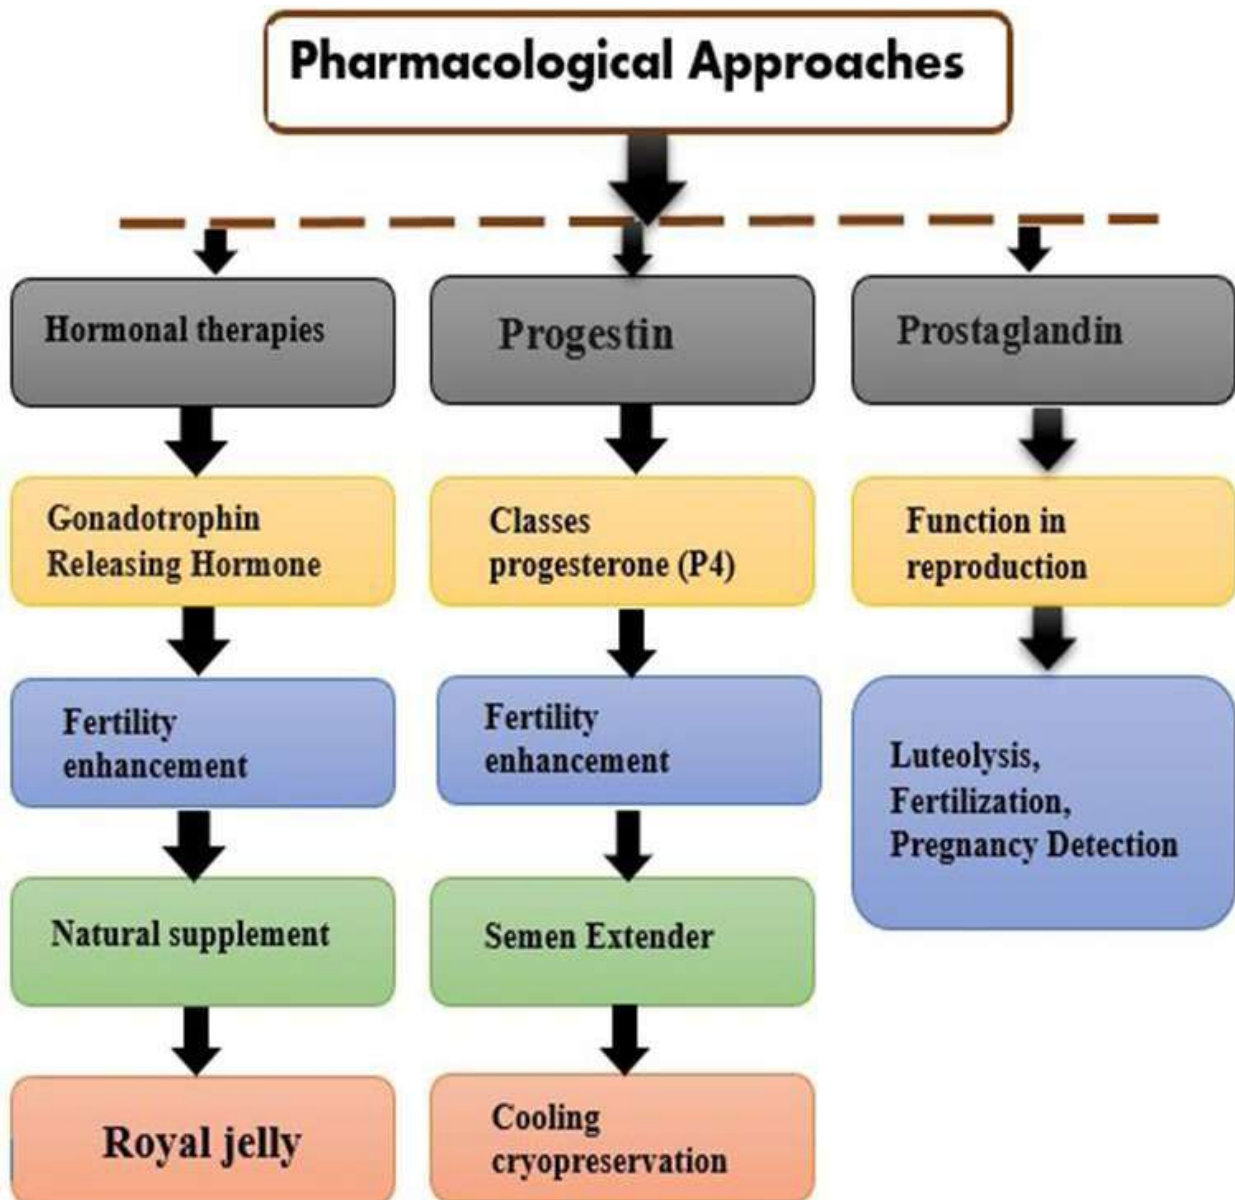 Pharmacological Approaches
Hormonal therapies
Progestin
Prostaglandin
Gonadotrophin
Releasing Hormone
Classes
progesterone (P4)
Function in
reproduction
Fertility
enhancement
Fertility
enhancement
Luteolysis,
Fertilization,
Pregnancy Detection
Natural supplement
Semen Extender
Royal jelly
Cooling
cryopreservation